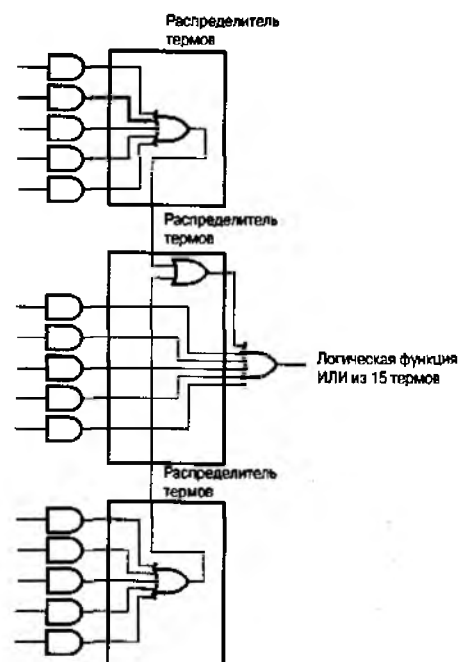 Распределитель
термов
Распределитель
термов
Логическая функция
ИЛИ из 15 термов
Распределитель
термов